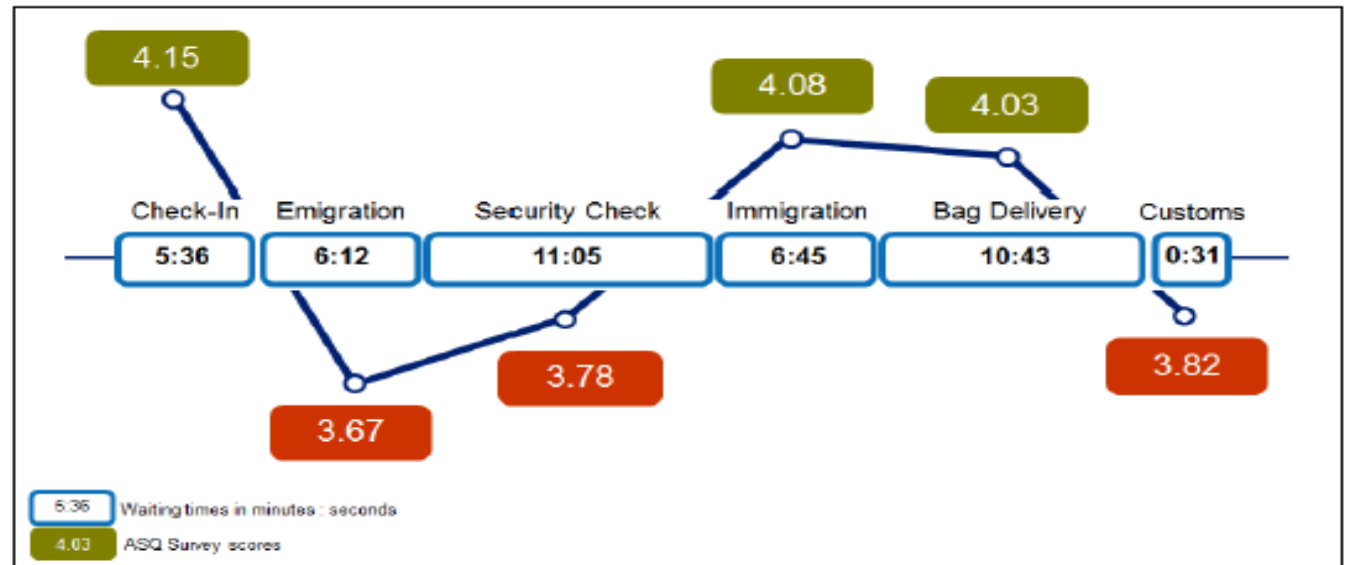 4.15
4.08
4.03
Check-In Emigration Security Check Immigration Bag Delivery Customs
5:36 6:12 11:05 6:45 10:43 0:31
3.78
3.82
3.67
5:35 Waiting times in minutes : seconds
4.03 ASQ Survey scores